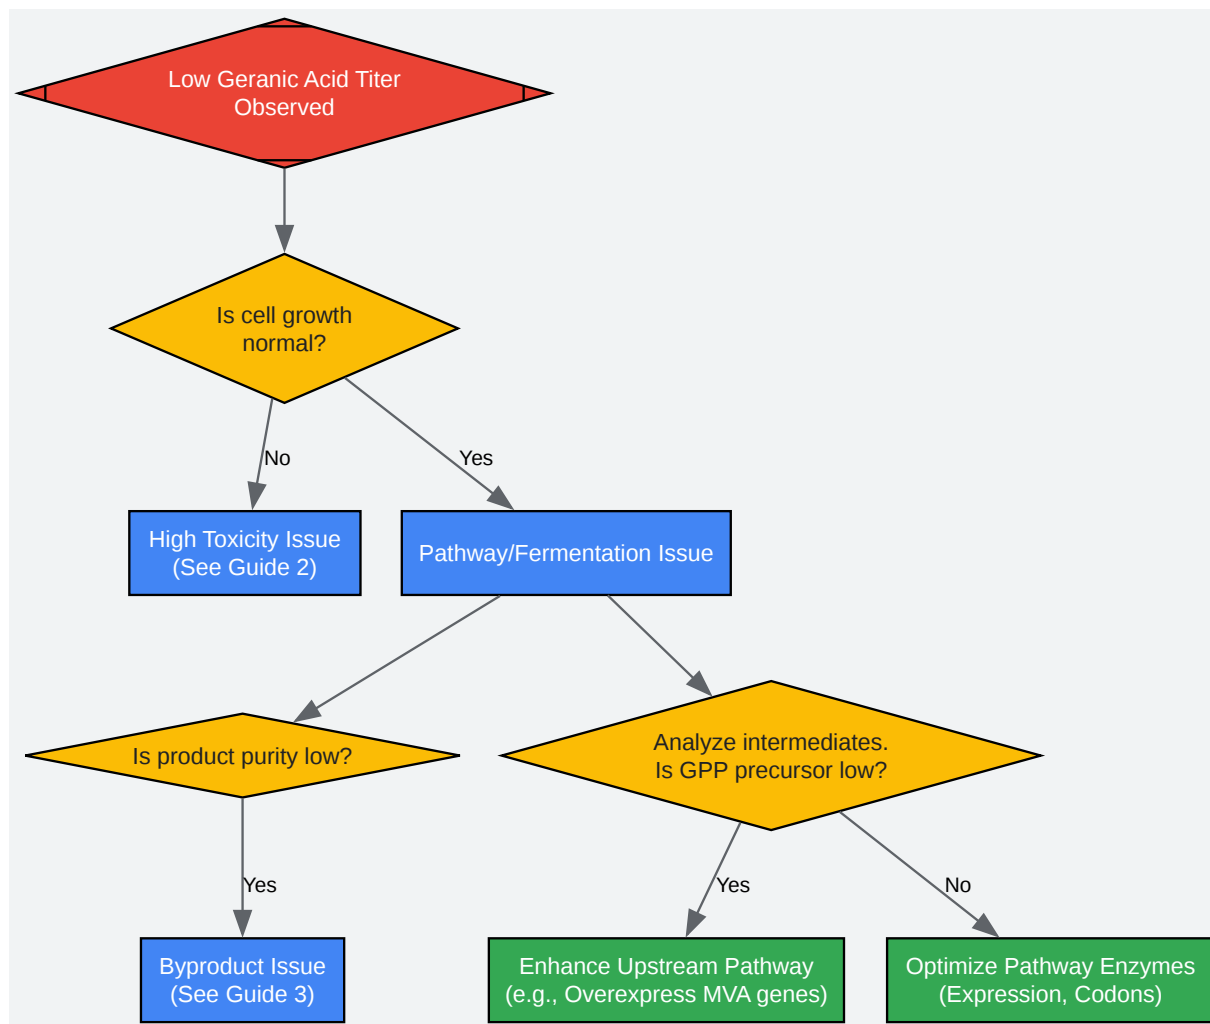 Low Geranic Acid Titer
Observed
Is cell growth
normal?
No
Yes
High Toxicity Issue
(See Guide 2)
Pathway/Fermentation Issue
Is product purity low?
Analyze intermediates.
Is GPP precursor low?
Yes
Yes
No
Byproduct Issue
(See Guide 3)
Enhance Upstream Pathway
(e.g., Overexpress MVA genes)
Optimize Pathway Enzymes
(Expression, Codons)